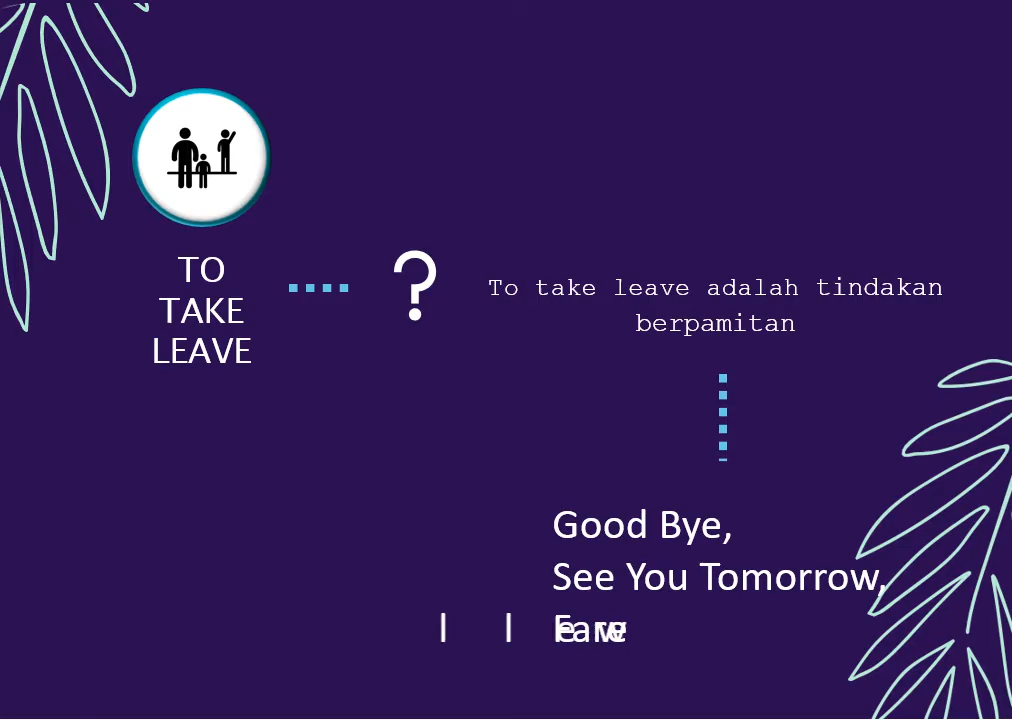 TO
TAKE
LEAVE
?
To take leave adalah tindakan
berpamitan
Good Bye,
See You Tomorrow,